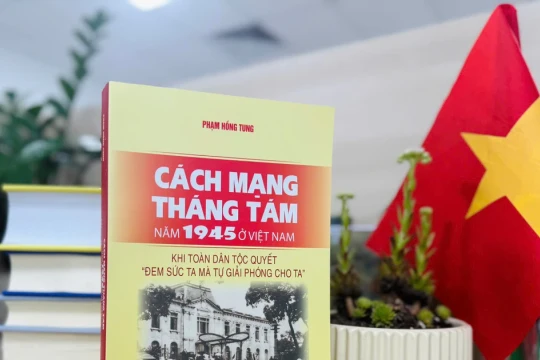 PHẠM HỒNG TUNG
CÁCH MẠNG
THÁNG TÁM
NĂM 1945 Ở VIỆT NAM
KHI TOÀN DÂN TỘC QUYẾT
"ĐEM SỨC TA MÀ TỰ GIẢI PHÓNG CHO TA"